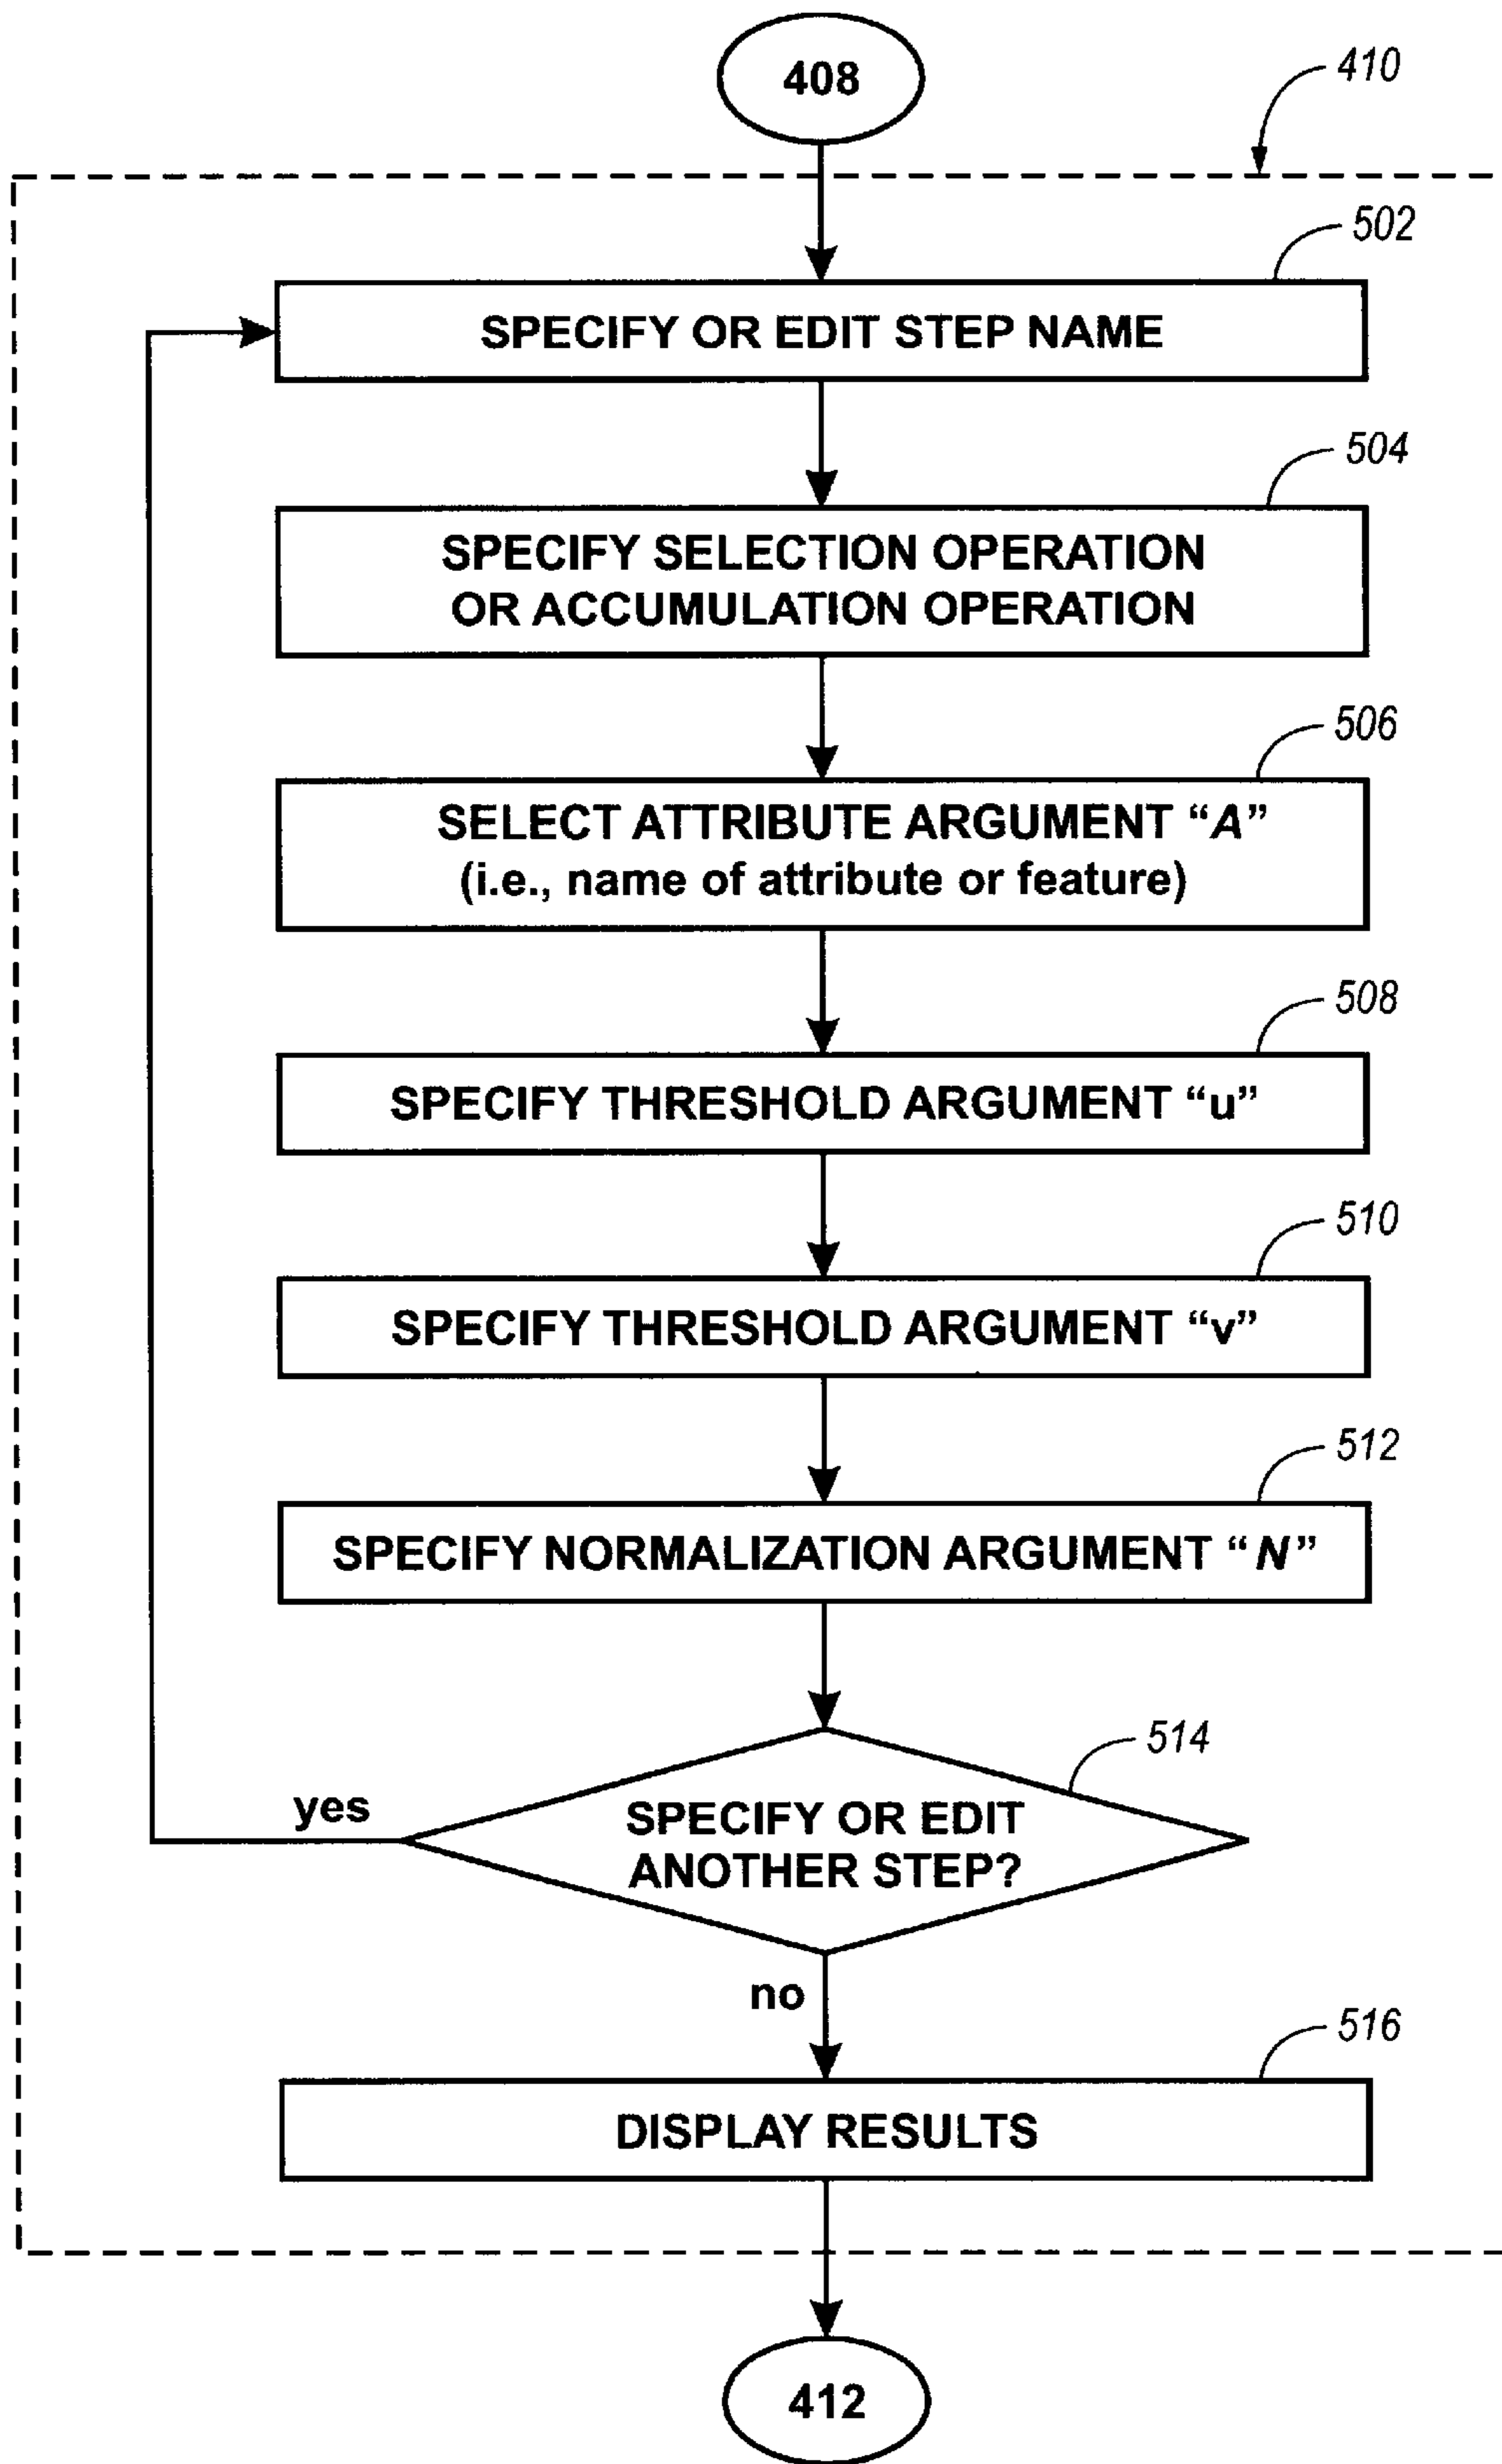 408
410
502
SPECIFY OR EDIT STEP NAME
504
SPECIFY SELECTION OPERATION
OR ACCUMULATION OPERATION
506
SELECT ATTRIBUTE ARGUMENT “A”
(i.e., name of attribute or feature)
508
SPECIFY THRESHOLD ARGUMENT “u”
510
SPECIFY THRESHOLD ARGUMENT “v”
512
SPECIFY NORMALIZATION ARGUMENT “N”
514
yes
SPECIFY OR EDIT
ANOTHER STEP?
no
516
DISPLAY RESULTS
412